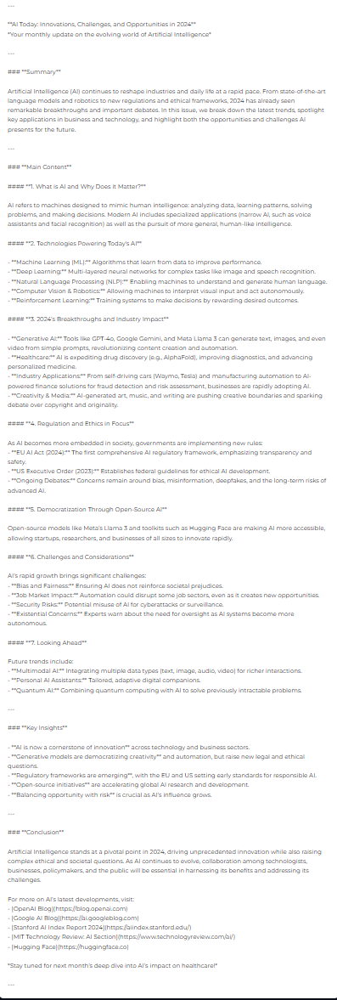 ---
**AI Today: Innovations, Challenges, and Opportunities in 2024**
*Your monthly update on the evolving world of Artificial Intelligence*
---
### **Summary**
Artificial Intelligence (AI) continues to reshape industries and daily life at a rapid pace. From state-of-the-art
language models and robotics to new regulations and ethical frameworks, 2024 has already seen
remarkable breakthroughs and important debates. In this issue, we break down the latest trends, spotlight
key applications in business and technology, and highlight both the opportunities and challenges AI
presents for the future.
---
### **Main Content**
#### **1. What is AI and Why Does it Matter?**
AI refers to machines designed to mimic human intelligence: analyzing data, learning patterns, solving
problems, and making decisions. Modern AI includes specialized applications (narrow AI, such as voice
assistants and facial recognition) as well as the pursuit of more general, human-like intelligence.
#### **2. Technologies Powering Today's AI**
- **Machine Learning (ML):** Algorithms that learn from data to improve performance.
- **Deep Learning:** Multi-layered neural networks for complex tasks like image and speech recognition.
- **Natural Language Processing (NLP):** Enabling machines to understand and generate human language.
- **Computer Vision & Robotics:** Allowing machines to interpret visual input and act autonomously.
- **Reinforcement Learning:** Training systems to make decisions by rewarding desired outcomes.
#### **3. 2024's Breakthroughs and Industry Impact**
- **Generative AI:** Tools like GPT-4o, Google Gemini, and Meta Llama 3 can generate text, images, and even
video from simple prompts, revolutionizing content creation and automation.
- **Healthcare:** AI is expediting drug discovery (e.g., AlphaFold), improving diagnostics, and advancing
personalized medicine.
- **Industry Applications:** From self-driving cars (Waymo, Tesla) and manufacturing automation to AI-
powered finance solutions for fraud detection and risk assessment, businesses are rapidly adopting AI.
- **Creativity & Media:** AI-generated art, music, and writing are pushing creative boundaries and sparking
debate over copyright and originality.
#### **4. Regulation and Ethics in Focus**
As AI becomes more embedded in society, governments are implementing new rules:
- **EU AI Act (2024):** The first comprehensive AI regulatory framework, emphasizing transparency and
safety.
- **US Executive Order (2023):** Establishes federal guidelines for ethical AI development.
- **Ongoing Debates:** Concerns remain around bias, misinformation, deepfakes, and the long-term risks of
advanced AI.
#### **5. Democratization Through Open-Source AI**
Open-source models like Meta's Llama 3 and toolkits such as Hugging Face are making AI more accessible,
allowing startups, researchers, and businesses of all sizes to innovate rapidly.
#### **6. Challenges and Considerations**
AI's rapid growth brings significant challenges:
- **Bias and Fairness:** Ensuring AI does not reinforce societal prejudices.
- **Job Market Impact:** Automation could disrupt some job sectors, even as it creates new opportunities.
- **Security Risks:** Potential misuse of AI for cyberattacks or surveillance.
- **Existential Concerns:** Experts warn about the need for oversight as AI systems become more
autonomous.
#### **7. Looking Ahead**
Future trends include:
- **Multimodal AI:** Integrating multiple data types (text, image, audio, video) for richer interactions.
- **Personal AI Assistants:** Tailored, adaptive digital companions.
- **Quantum AI:** Combining quantum computing with AI to solve previously intractable problems.
---
### **Key Insights**
- **AI is now a cornerstone of innovation** across technology and business sectors.
- **Generative models are democratizing creativity** and automation, but raise new legal and ethical
questions.
- **Regulatory frameworks are emerging**, with the EU and US setting early standards for responsible AI.
- **Open-source initiatives** are accelerating global AI research and development.
- **Balancing opportunity with risk** is crucial as AI's influence grows.
---
### **Conclusion**
Artificial Intelligence stands at a pivotal point in 2024, driving unprecedented innovation while also raising
complex ethical and societal questions. As AI continues to evolve, collaboration among technologists,
businesses, policymakers, and the public will be essential in harnessing its benefits and addressing its
challenges.
For more on AI's latest developments, visit:
- [OpenAI Blog](https://blog.openai.com)
- [Google AI Blog](https://ai.googleblog.com)
- [Stanford AI Index Report 2024](https://aiindex.stanford.edu/)
- [MIT Technology Review: AI Section](https://www.technologyreview.com/ai/)
- [Hugging Face](https://huggingface.co)
*Stay tuned for next month's deep dive into AI's impact on healthcare!*
---